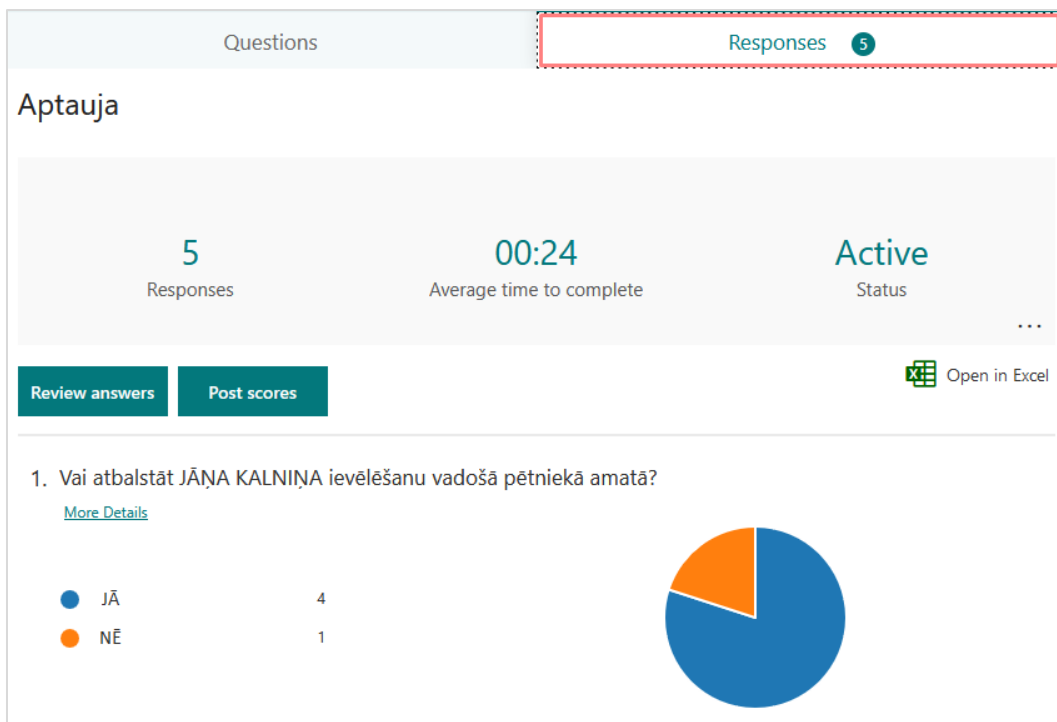 Questions
Responses 5
Aptauja
5
Responses
00:24
Average time to complete
Active
Status
...
Review answers
Post scores
Open in Excel
1. Vai atbalstāt JĀŅA KALNIŅA ievēlēšanu vadošā pētniekā amatā?
More Details
JĀ 4
NĒ 1